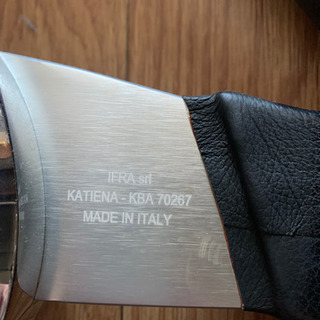 IFRA srl
KATIENA - KBA 70267
MADE IN ITALY